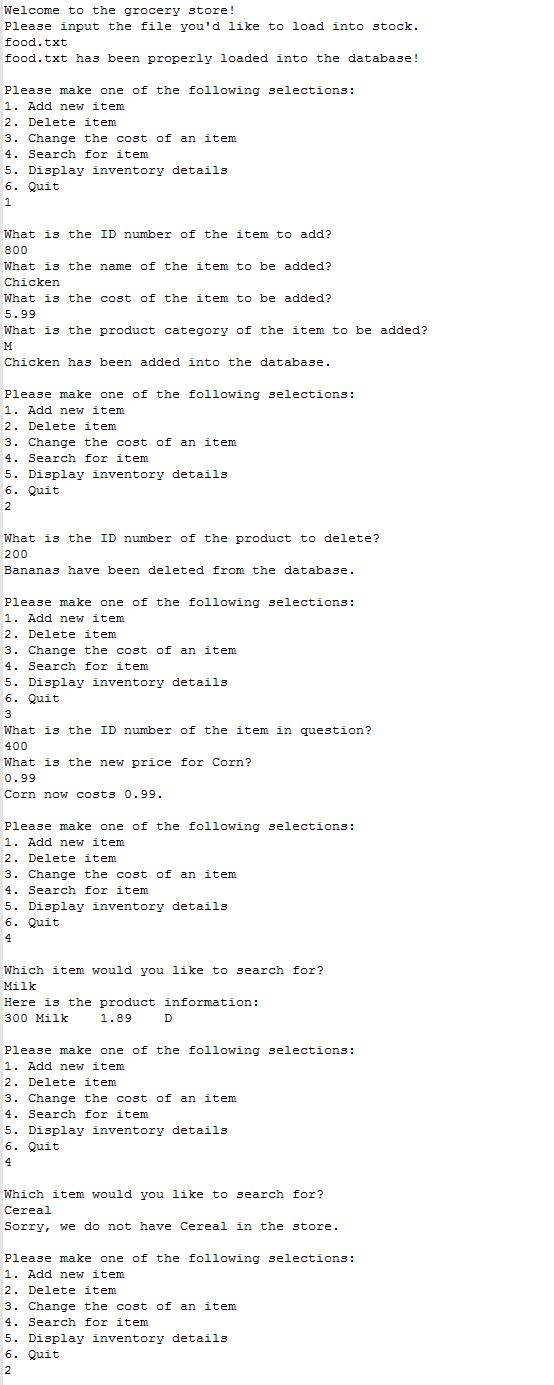 Welcome to the grocery store!
Please input the file you'd like to load into stock.
food.txt
food.txt has been properly loaded into the database!
Please make one of the following selections:
1. Add new item
2. Delete item
3. Change the cost of an item
4. Search for item
5. Display inventory details
6. Quit
1
What is the ID number of the item to add?
800
What is the name of the item to be added?
Chicken
What is the cost of the item to be added?
5.99
What is the product category of the item to be added?
M
Chicken has been added into the database.
Please make one of the following selections:
1. Add new item
2. Delete item
3. Change the cost of an item
4. Search for item
5. Display inventory details
6. Quit
2
What is the ID number of the product to delete?
200
Bananas have been deleted from the database.
Please make one of the following selections:
1. Add new item
2. Delete item
3. Change the cost of an item
4. Search for item
5. Display inventory details
6. Quit
3
What is the ID number of the item in question?
400
What is the new price for Corn?
0.99
Corn now costs 0.99.
Please make one of the following selections:
1. Add new item
2. Delete item
3. Change the cost of an item
4. Search for item
5. Display inventory details
6. Quit
4
Which item would you like to search for?
Milk
Here is the product information:
300 Milk    1.89    D
Please make one of the following selections:
1. Add new item
2. Delete item
3. Change the cost of an item
4. Search for item
5. Display inventory details
6. Quit
4
Which item would you like to search for?
Cereal
Sorry, we do not have Cereal in the store.
Please make one of the following selections:
1. Add new item
2. Delete item
3. Change the cost of an item
4. Search for item
5. Display inventory details
6. Quit
2